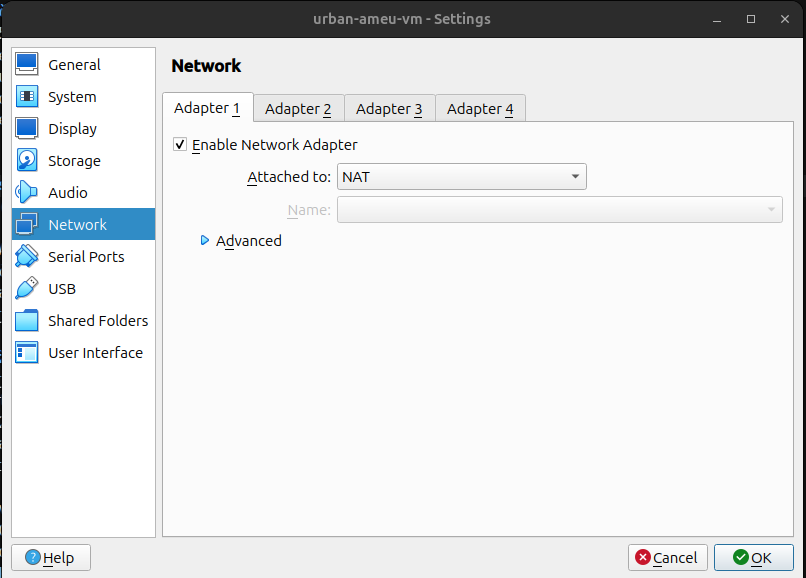 urban-ameu-vm - Settings
General
System
Display
Storage
Audio
Network
Serial Ports
USB
Shared Folders
User Interface
Network
Adapter 1 Adapter 2 Adapter 3 Adapter 4
Enable Network Adapter
Attached to: NAT
Name:
Advanced
Help Cancel OK